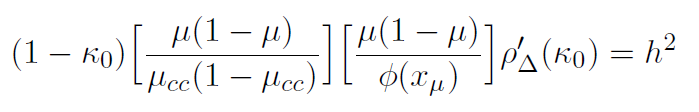 (1 − κ₀) [ μ(1 − μ) / μ_cc(1 − μ_cc) ] [ μ(1 − μ) / ϕ(x_μ) ] ρ′_Δ(κ₀) = h²